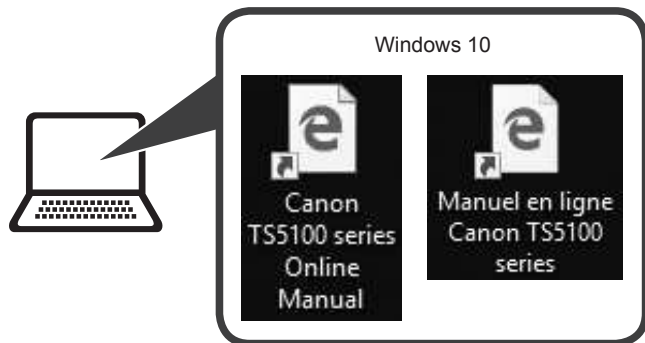 Windows 10
Canon
TS5100 series
Online
Manual
Manuel en ligne
Canon TS5100
series